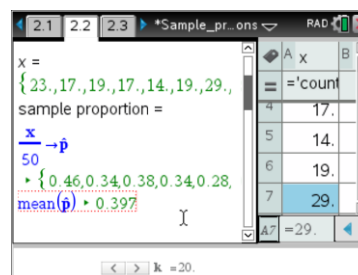 2.1 2.2 2.3 *Sample_pr...ons RAD
x =
{23.,17.,19.,17.,14.,19.,29.,
sample proportion =
x/50→p̂
▸ {0.46,0.34,0.38,0.34,0.28,
mean(p̂) ▸ 0.397
A x B
= ='count
4 17.
5 14.
6 19.
7 29.
A7 =29.
< > k =20.